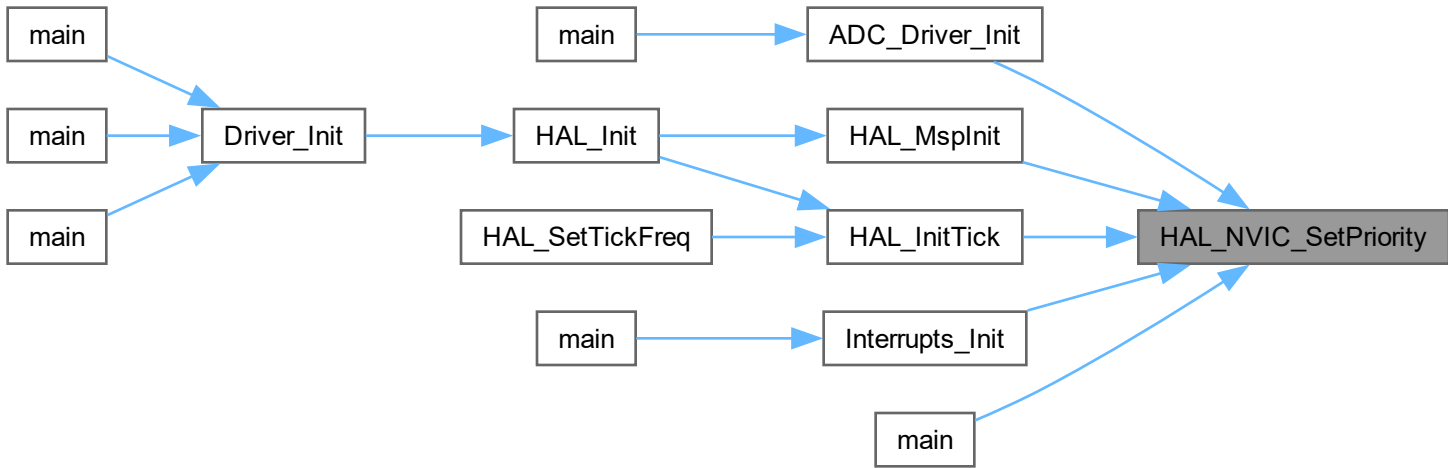 main
main
ADC_Driver_Init
main
Driver_Init
HAL_Init
HAL_MspInit
main
HAL_SetTickFreq
HAL_InitTick
HAL_NVIC_SetPriority
main
Interrupts_Init
main